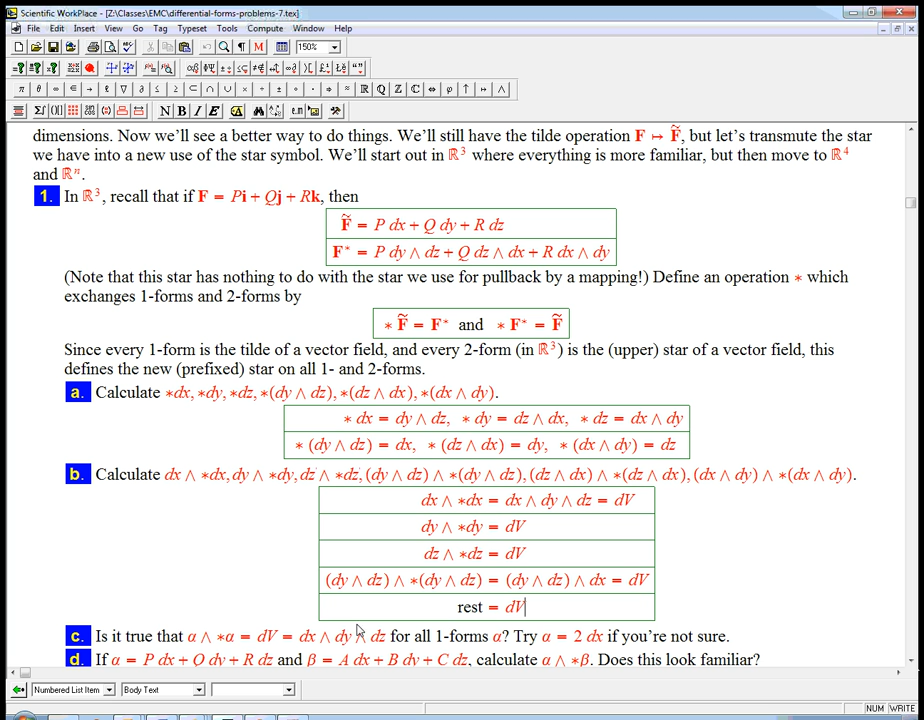 Scientific WorkPlace - [Z:\Classes\EMC\differential-forms-problems-7.tex]
File Edit Insert View Go Tag Typeset Tools Compute Window Help
150%
N B I E
dimensions. Now we'll see a better way to do things. We'll still have the tilde operation F ↦ F̃, but let's transmute the star
we have into a new use of the star symbol. We'll start out in ℝ³ where everything is more familiar, but then move to ℝ⁴
and ℝⁿ.
1. In ℝ³, recall that if F = Pi + Qj + Rk, then
F̃ = P dx + Q dy + R dz
F* = P dy ∧ dz + Q dz ∧ dx + R dx ∧ dy
(Note that this star has nothing to do with the star we use for pullback by a mapping!) Define an operation * which
exchanges 1-forms and 2-forms by
* F̃ = F* and * F* = F̃
Since every 1-form is the tilde of a vector field, and every 2-form (in ℝ³) is the (upper) star of a vector field, this
defines the new (prefixed) star on all 1- and 2-forms.
a. Calculate *dx, *dy, *dz, *(dy ∧ dz), *(dz ∧ dx), *(dx ∧ dy).
* dx = dy ∧ dz, * dy = dz ∧ dx, * dz = dx ∧ dy
* (dy ∧ dz) = dx, * (dz ∧ dx) = dy, * (dx ∧ dy) = dz
b. Calculate dx ∧ *dx, dy ∧ *dy, dz ∧ *dz, (dy ∧ dz) ∧ *(dy ∧ dz), (dz ∧ dx) ∧ *(dz ∧ dx), (dx ∧ dy) ∧ *(dx ∧ dy).
dx ∧ *dx = dx ∧ dy ∧ dz = dV
dy ∧ *dy = dV
dz ∧ *dz = dV
(dy ∧ dz) ∧ *(dy ∧ dz) = (dy ∧ dz) ∧ dx = dV
rest = dV
c. Is it true that α ∧ *α = dV = dx ∧ dy ∧ dz for all 1-forms α? Try α = 2 dx if you're not sure.
d. If α = P dx + Q dy + R dz and β = A dx + B dy + C dz, calculate α ∧ *β. Does this look familiar?
Numbered List Item Body Text
NUM WRITE